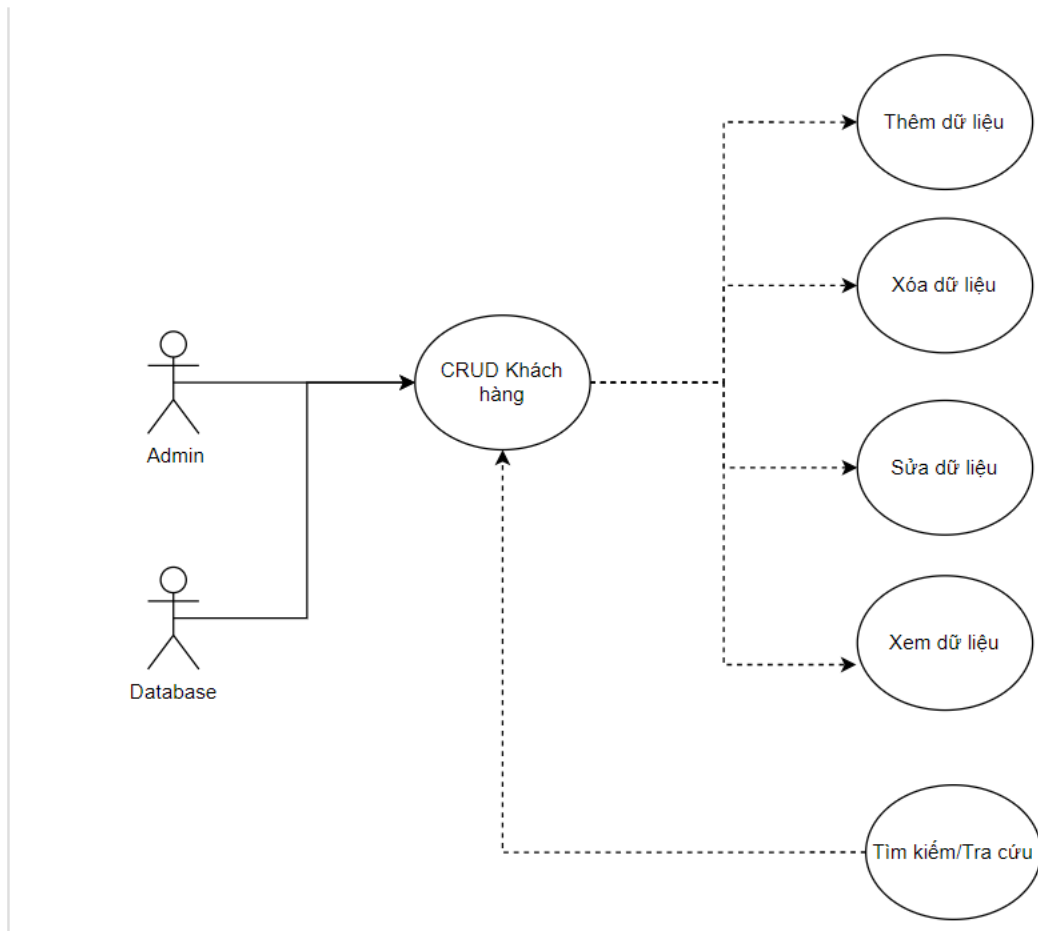 Thêm dữ liệu
Xóa dữ liệu
CRUD Khách
hàng
Admin
Sửa dữ liệu
Xem dữ liệu
Database
Tìm kiếm/Tra cứu